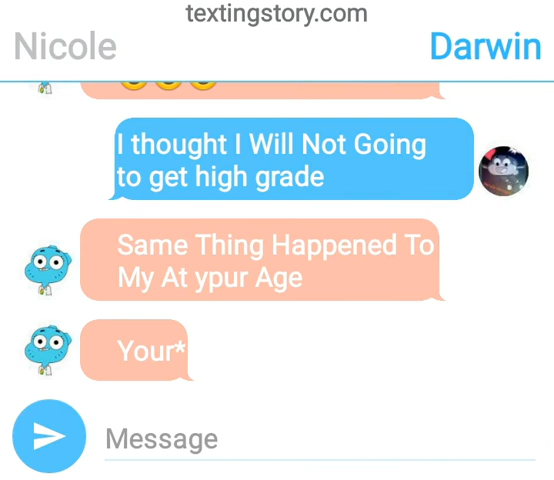 textingstory.com
Nicole
Darwin
I thought I Will Not Going
to get high grade
Same Thing Happened To
My At ypur Age
Your*
Message